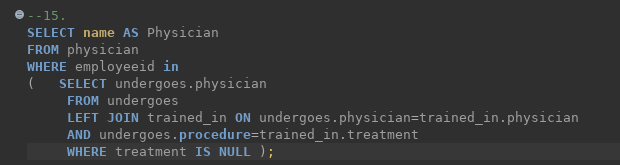 --15.
SELECT name AS Physician
FROM physician
WHERE employeeid in
(   SELECT undergoes.physician
     FROM undergoes
     LEFT JOIN trained_in ON undergoes.physician=trained_in.physician
     AND undergoes.procedure=trained_in.treatment
     WHERE treatment IS NULL );